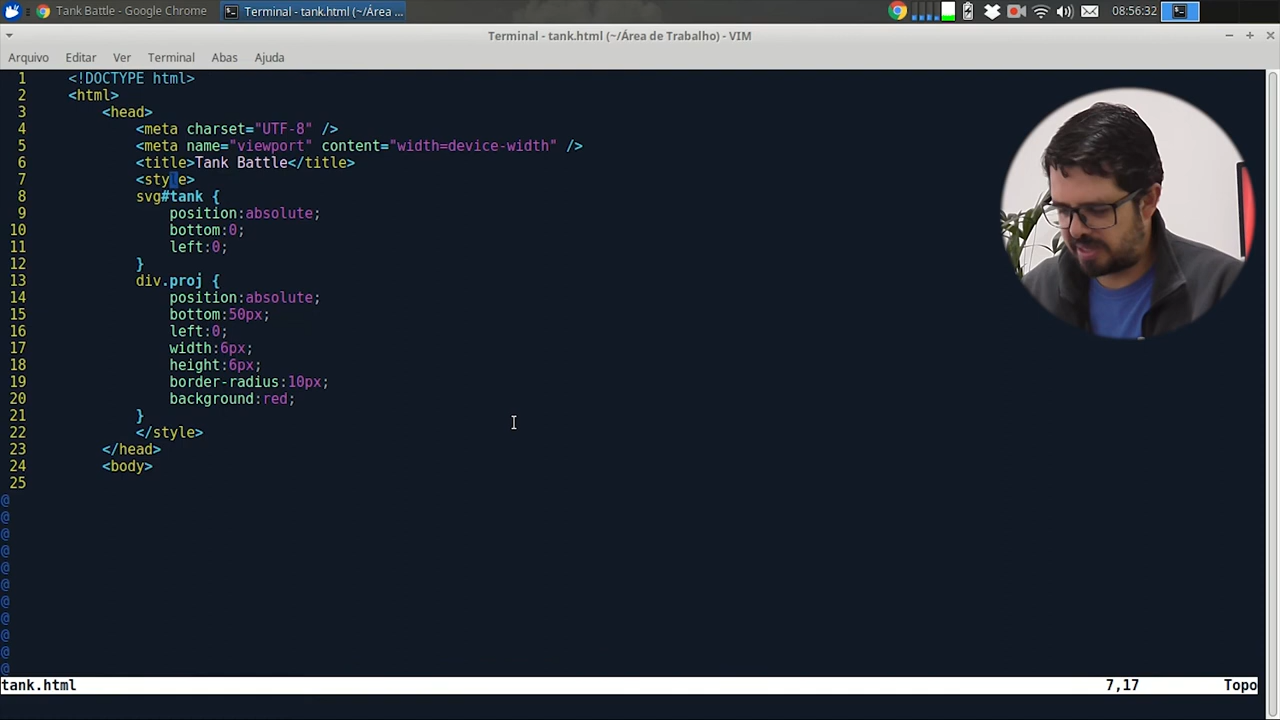 Tank Battle - Google Chrome
Terminal - tank.html (~/Área ...
08:56:32
Terminal - tank.html (~/Área de Trabalho) - VIM
Arquivo Editar Ver Terminal Abas Ajuda
1 <!DOCTYPE html>
2 <html>
3 <head>
4 <meta charset="UTF-8" />
5 <meta name="viewport" content="width=device-width" />
6 <title>Tank Battle</title>
7 <style>
8 svg#tank {
9 position:absolute;
10 bottom:0;
11 left:0;
12 }
13 div.proj {
14 position:absolute;
15 bottom:50px;
16 left:0;
17 width:6px;
18 height:6px;
19 border-radius:10px;
20 background:red;
21 }
22 </style>
23 </head>
24 <body>
25
@
@
@
@
@
@
@
@
@
@
@
tank.html 7,17 Topo